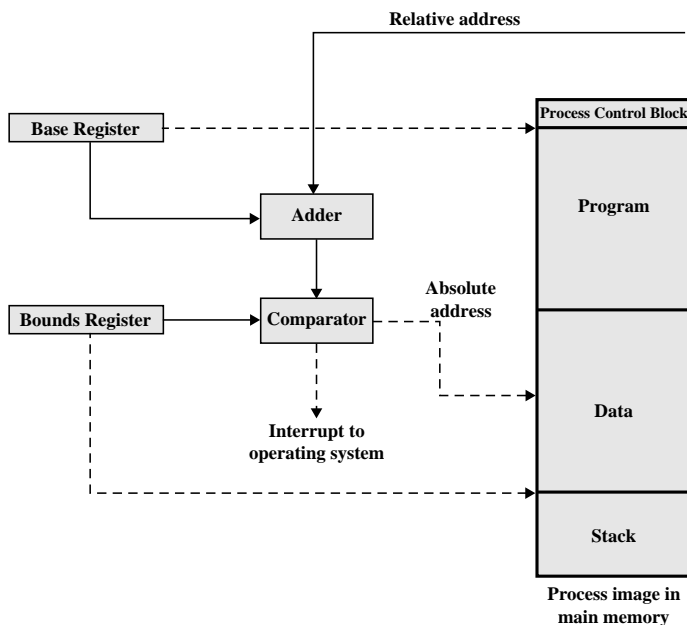 Relative address
Process Control Block
Base Register
Program
Adder
Absolute
address
Bounds Register
Comparator
Data
Interrupt to
operating system
Stack
Process image in
main memory